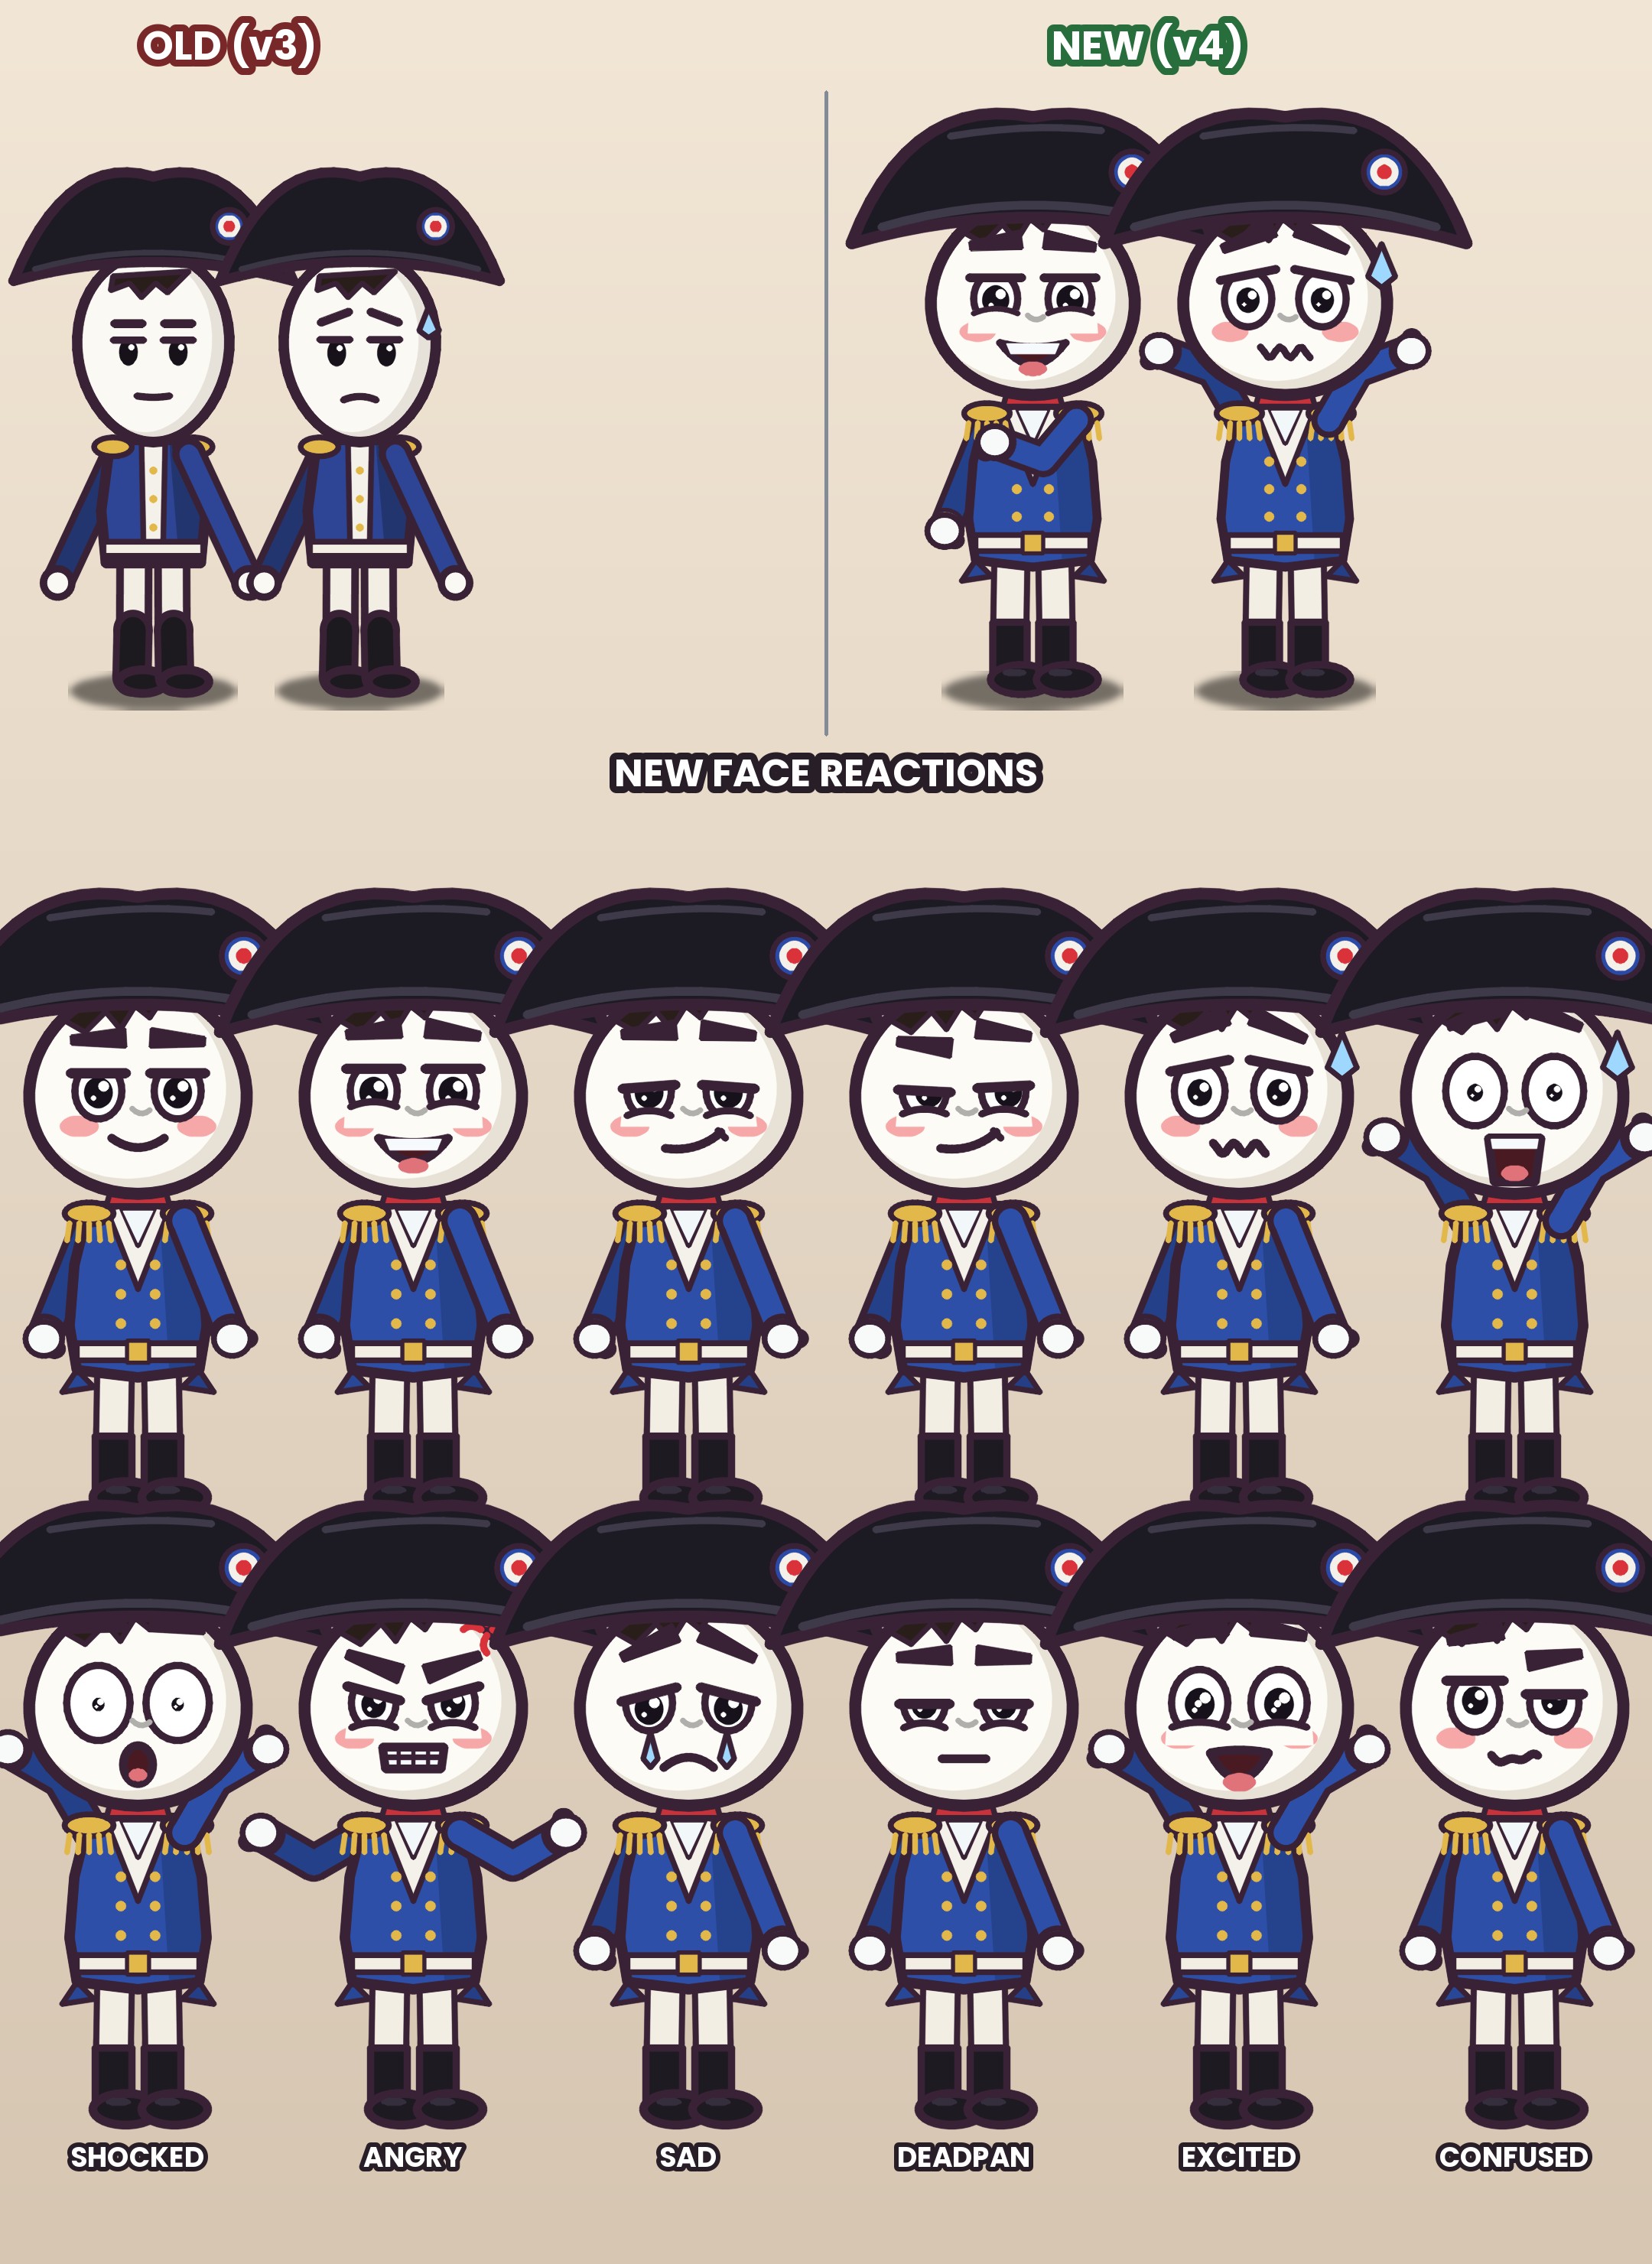 OLD (v3)
NEW (v4)
NEW FACE REACTIONS
SHOCKED
ANGRY
SAD
DEADPAN
EXCITED
CONFUSED